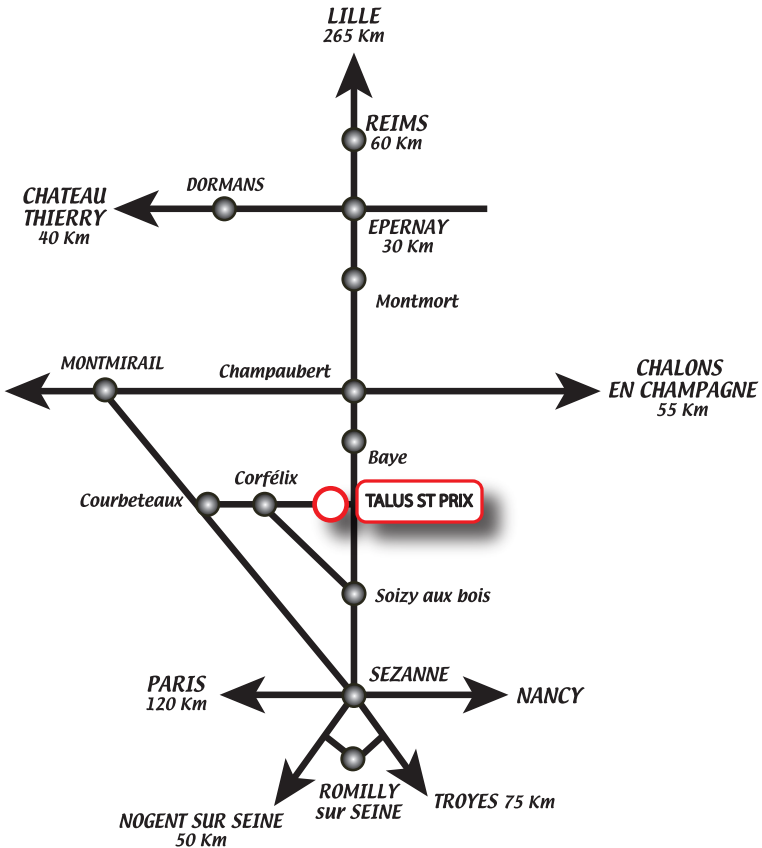 LILLE
265 Km
REIMS
60 Km
DORMANS
CHATEAU
THIERRY
40 Km
EPERNAY
30 Km
Montmort
MONTMIRAIL
Champaubert
CHALONS
EN CHAMPAGNE
55 Km
Baye
Corfélix
Courbeteaux
TALUS ST PRIX
Soizy aux bois
SEZANNE
PARIS
120 Km
NANCY
ROMILLY
sur SEINE
TROYES 75 Km
NOGENT SUR SEINE
50 Km